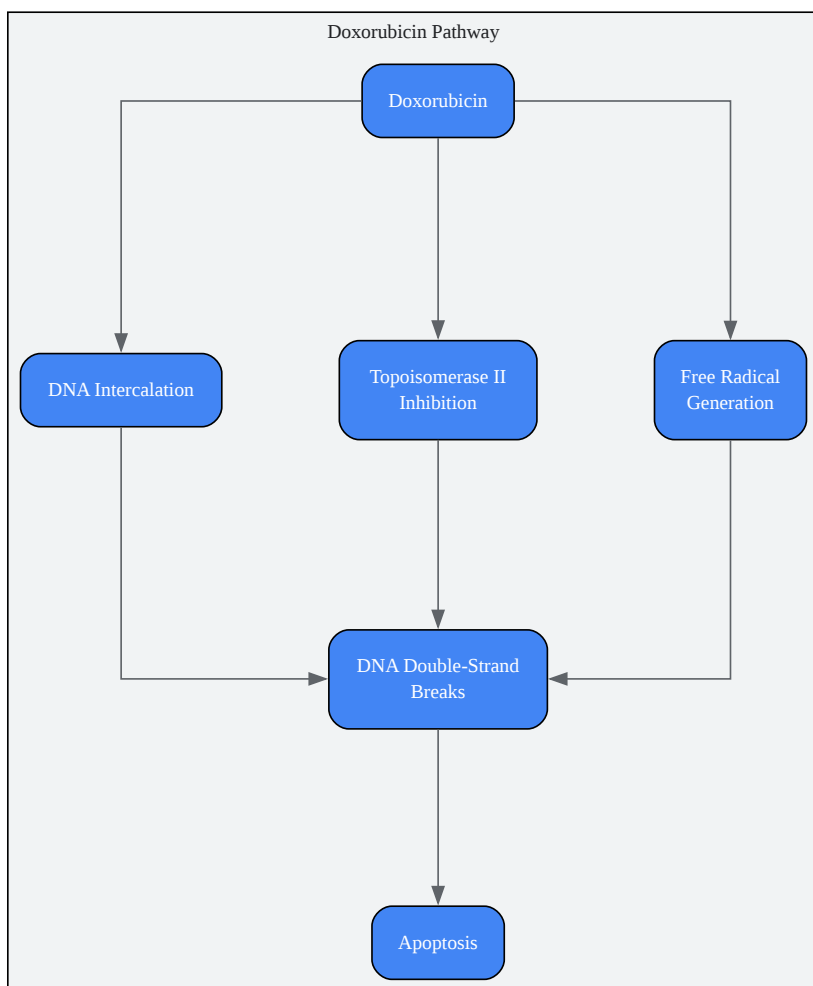 Doxorubicin Pathway
Doxorubicin
DNA Intercalation
Topoisomerase II
Inhibition
Free Radical
Generation
DNA Double-Strand
Breaks
Apoptosis